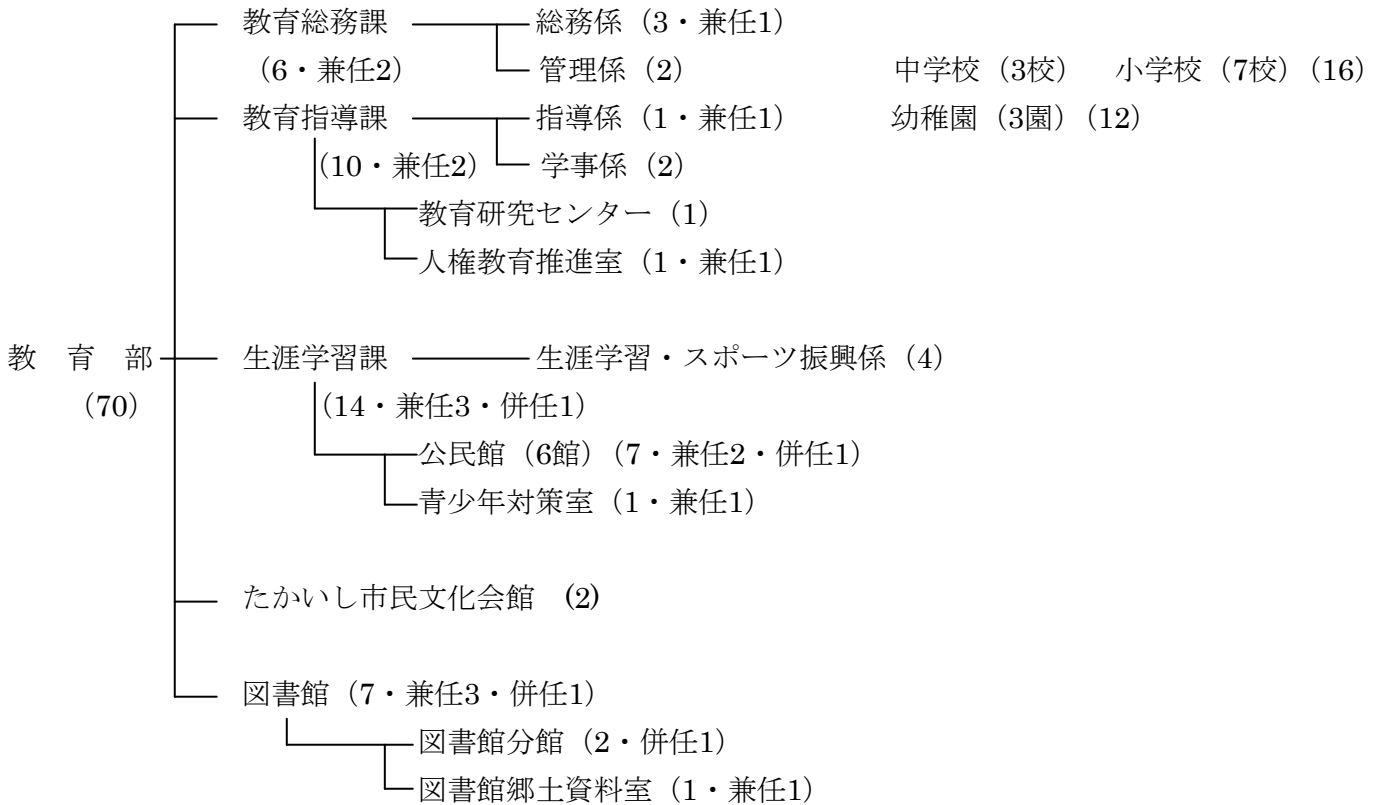 教育総務課 総務係（3・兼任1）
（6・兼任2） 管理係（2） 中学校（3校） 小学校（7校）（16）
教育指導課 指導係（1・兼任1） 幼稚園（3園）（12）
（10・兼任2） 学事係（2）
教育研究センター（1）
人権教育推進室（1・兼任1）
教 育 部 生涯学習課 生涯学習・スポーツ振興係（4）
（70） （14・兼任3・併任1）
公民館（6館）（7・兼任2・併任1）
青少年対策室（1・兼任1）
たかいし市民文化会館 (2)
図書館（7・兼任3・併任1）
図書館分館（2・併任1）
図書館郷土資料室（1・兼任1）